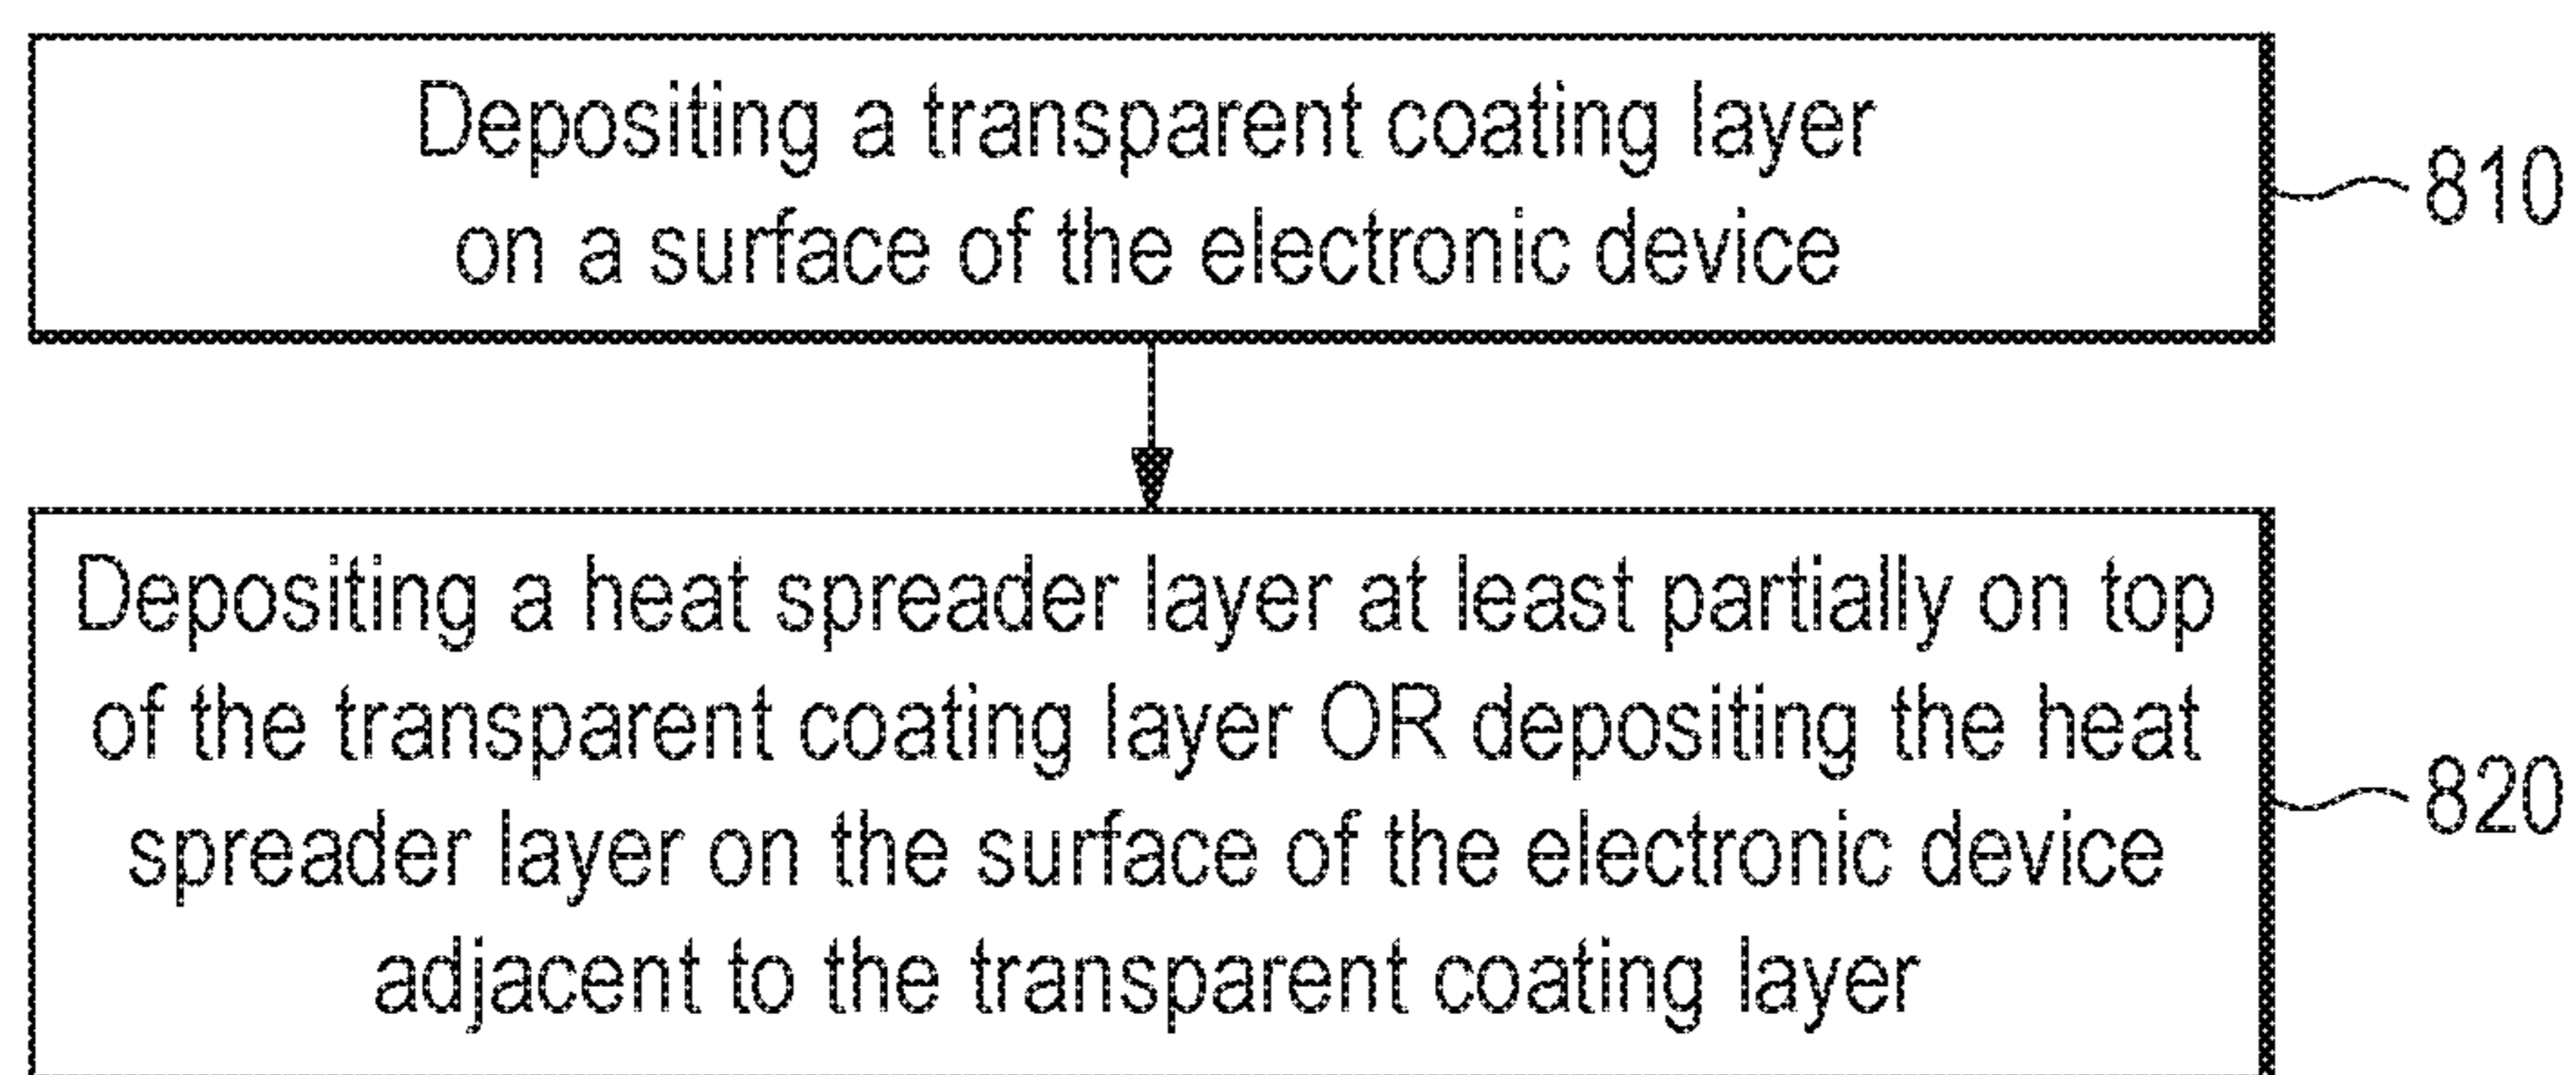 Depositing a transparent coating layer
on a surface of the electronic device
810
Depositing a heat spreader layer at least partially on top
of the transparent coating layer OR depositing the heat
spreader layer on the surface of the electronic device
adjacent to the transparent coating layer
820